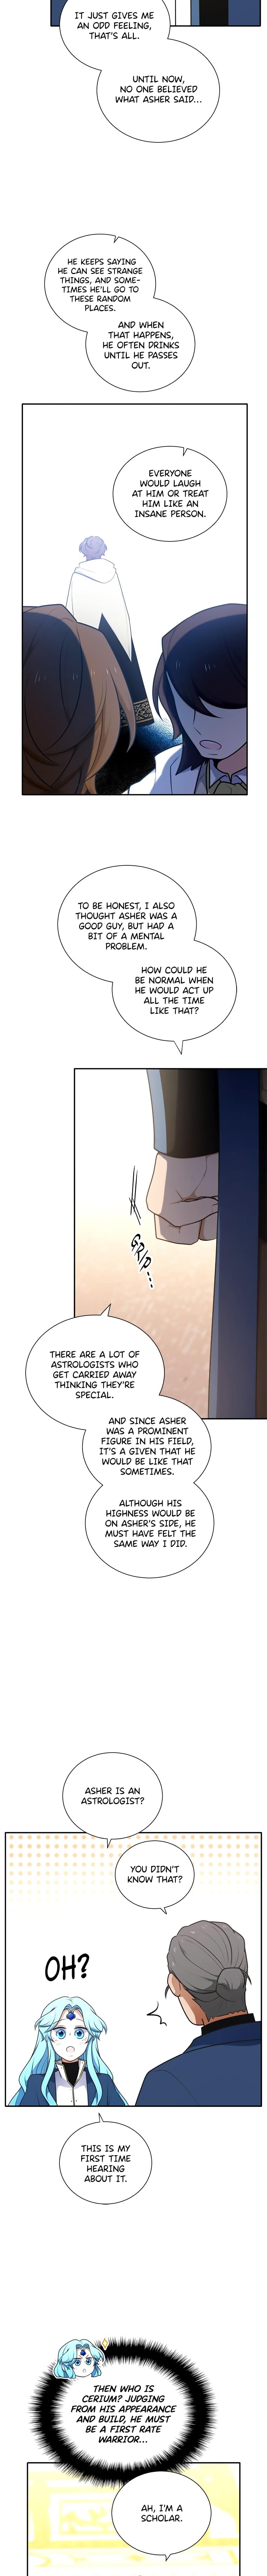 IT JUST GIVES ME
AN ODD FEELING,
THAT'S ALL.
UNTIL NOW,
NO ONE BELIEVED
WHAT ASHER SAID...
HE KEEPS SAYING
HE CAN SEE STRANGE
THINGS, AND SOME-
TIMES HE'LL GO TO
THESE RANDOM
PLACES.
AND WHEN
THAT HAPPENS,
HE OFTEN DRINKS
UNTIL HE PASSES
OUT.
EVERYONE
WOULD LAUGH
AT HIM OR TREAT
HIM LIKE AN
INSANE PERSON.
TO BE HONEST, I ALSO
THOUGHT ASHER WAS A
GOOD GUY, BUT HAD A
BIT OF A MENTAL
PROBLEM.
HOW COULD HE
BE NORMAL WHEN
HE WOULD ACT UP
ALL THE TIME
LIKE THAT?
GRIP...
THERE ARE A LOT OF
ASTROLOGISTS WHO
GET CARRIED AWAY
THINKING THEY'RE
SPECIAL.
AND SINCE ASHER
WAS A PROMINENT
FIGURE IN HIS FIELD,
IT'S A GIVEN THAT HE
WOULD BE LIKE THAT
SOMETIMES.
ALTHOUGH HIS
HIGHNESS WOULD BE
ON ASHER'S SIDE, HE
MUST HAVE FELT THE
SAME WAY I DID.
ASHER IS AN
ASTROLOGIST?
YOU DIDN'T
KNOW THAT?
OH?
THIS IS MY
FIRST TIME
HEARING
ABOUT IT.
THEN WHO IS
CERIUM? JUDGING
FROM HIS APPEARANCE
AND BUILD, HE MUST
BE A FIRST RATE
WARRIOR...
AH, I'M A
SCHOLAR.